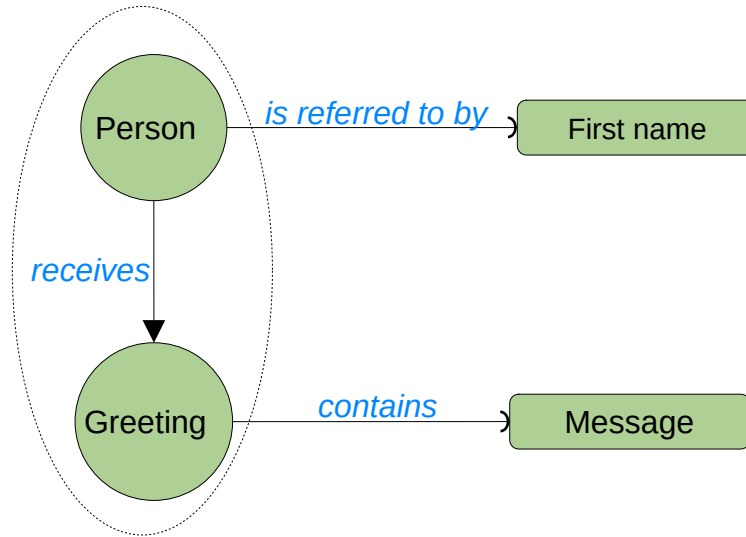 Person
is referred to by
First name
receives
Greeting
contains
Message